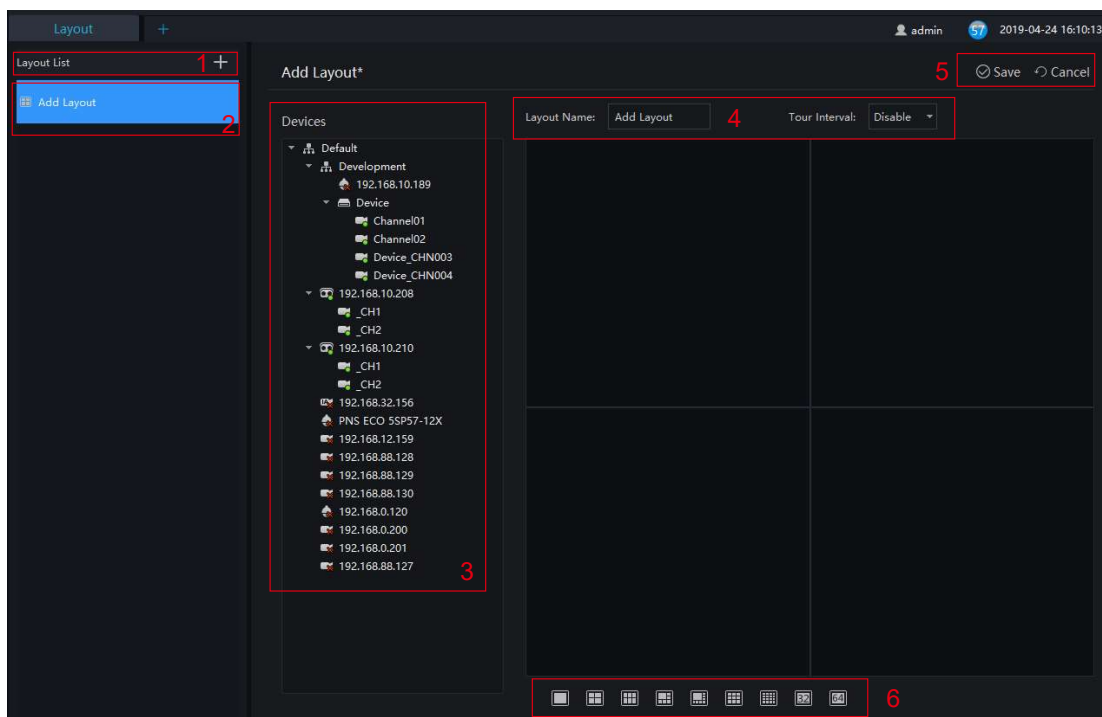 Layout + admin 57 2019-04-24 16:10:13
Layout List 1 +
Add Layout 2
Add Layout*
5 Save Cancel
Devices
Layout Name: Add Layout 4 Tour Interval: Disable
Default
Development
192.168.10.189
Device
Channel01
Channel02
Device_CHN003
Device_CHN004
192.168.10.208
_CH1
_CH2
192.168.10.210
_CH1
_CH2
192.168.32.156
PNS ECO 5SP57-12X
192.168.12.159
192.168.88.128
192.168.88.129
192.168.88.130
192.168.0.120
192.168.0.200
192.168.0.201
192.168.88.127
3
32 64 6